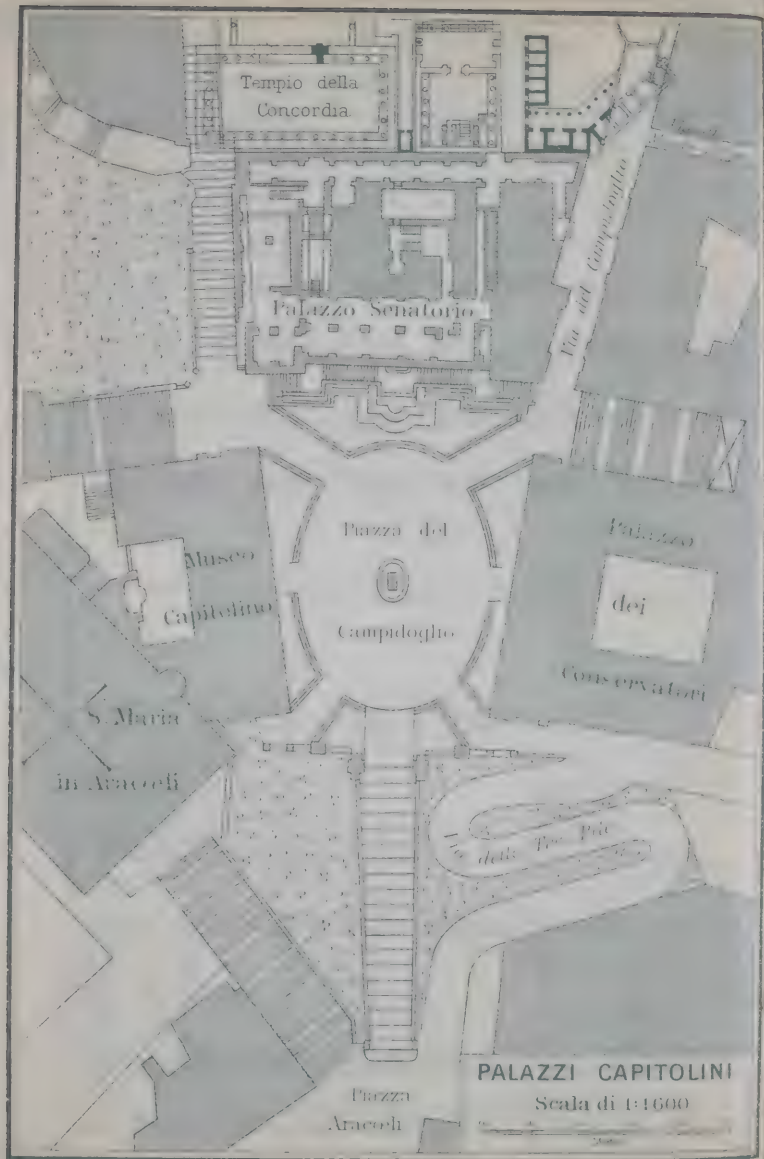 Tempio della
Concordia
Via del Campidoglio
Palazzo Senatorio
Piazza del
Campidoglio
Museo
Capitolino
Palazzo
dei
Conservatori
S. Maria
in Aracoeli
Via
delle Tre Pile
PALAZZI CAPITOLINI
Scala di 1:1600
Piazza
Aracoeli